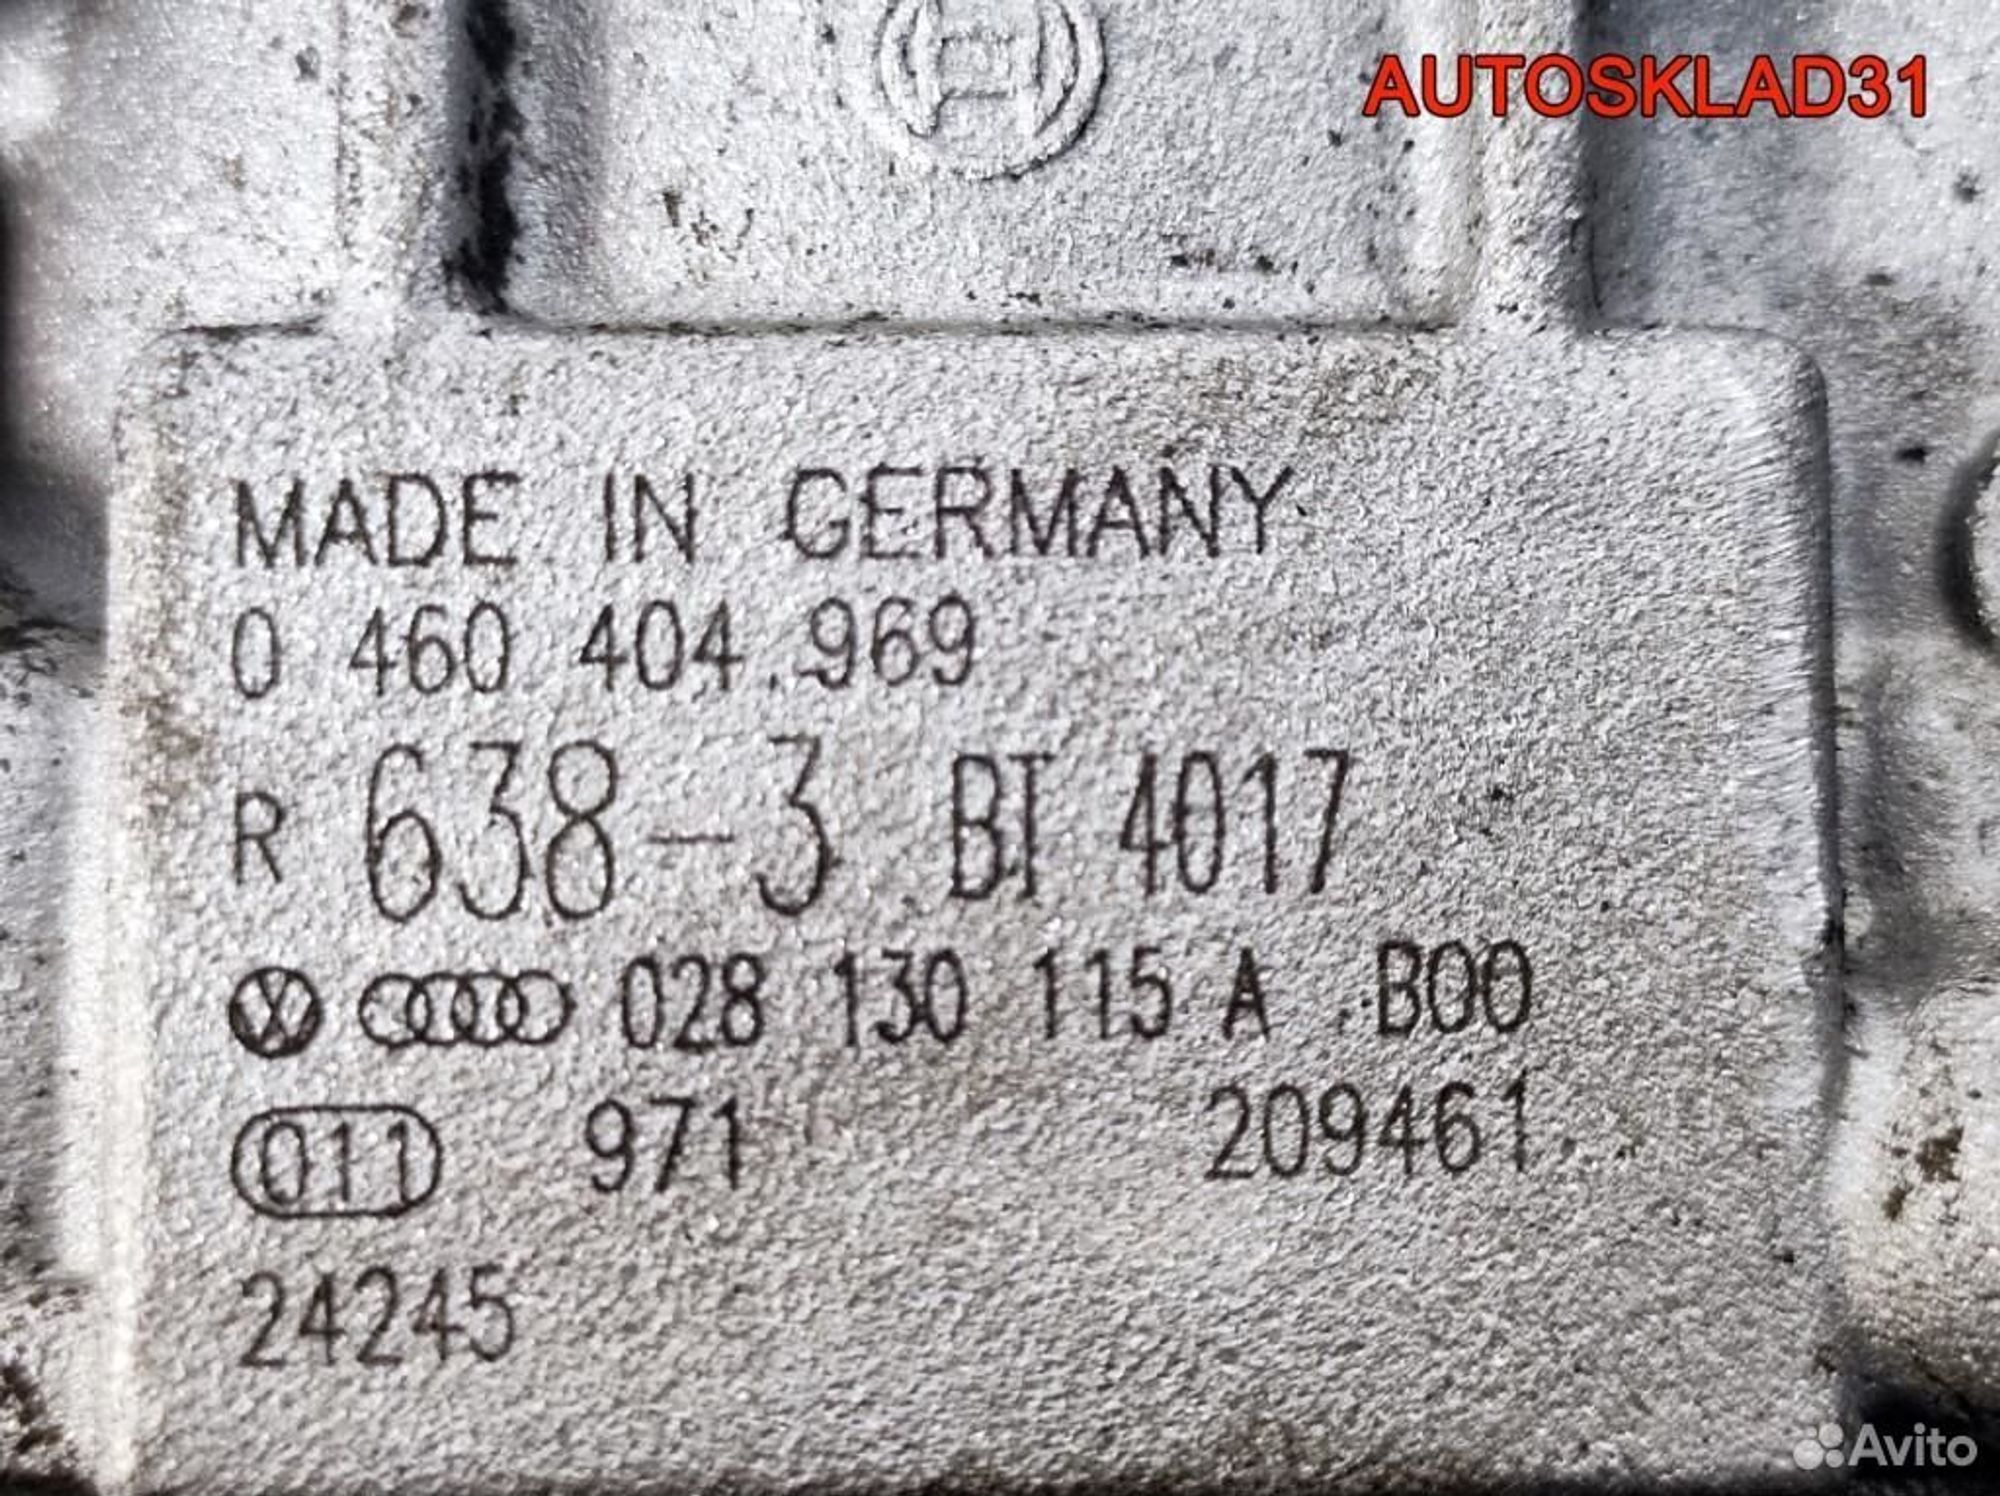 AUTOSKLAD31
MADE IN GERMANY
0 460 404 969
R 638-3 BT 4017
028 130 115 A B00
011 971 209461
24245
Avito